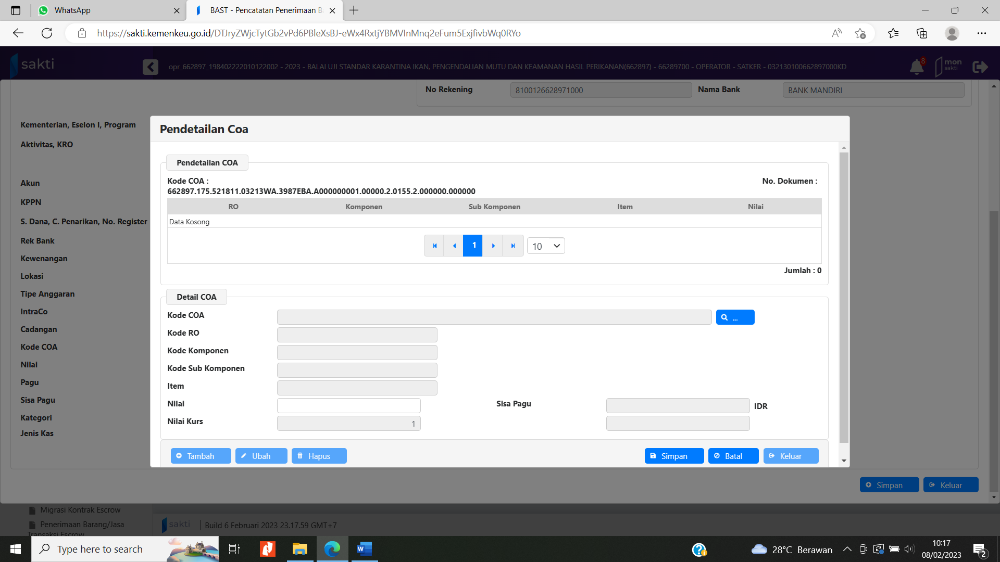 WhatsApp
BAST - Pencatatan Penerimaan B
https://sakti.kemenkeu.go.id/DTJryZWjcTytGb2vPd6PBleXsBJ-eWx4RxtjYBMVInMnq2eFum5ExjfivbWq0RYo
sakti
opr_662897_198402222010122002 - 2023 - BALAI UJI STANDAR KARANTINA IKAN, PENGENDALIAN MUTU DAN KEAMANAN HASIL PERIKANAN(662897) - 66289700 - OPERATOR - SATKER - 032130100662897000KD
8
mon
sakti
No Rekening
8100126628971000
Nama Bank
BANK MANDIRI
Kementerian, Eselon I, Program
Aktivitas, KRO
Akun
KPPN
S. Dana, C. Penarikan, No. Register
Rek Bank
Kewenangan
Lokasi
Tipe Anggaran
IntraCo
Cadangan
Kode COA
Nilai
Pagu
Sisa Pagu
Kategori
Jenis Kas
Pendetailan Coa
Pendetailan COA
Kode COA :
No. Dokumen :
662897.175.521811.03213WA.3987EBA.A000000001.00000.2.0155.2.000000.000000
RO Komponen Sub Komponen Item Nilai
Data Kosong
1
10
Jumlah : 0
Detail COA
Kode COA
...
Kode RO
Kode Komponen
Kode Sub Komponen
Item
Nilai
Sisa Pagu
IDR
Nilai Kurs
1
Tambah
Ubah
Hapus
Simpan
Batal
Keluar
Simpan
Keluar
Migrasi Kontrak Escrow
Penerimaan Barang/Jasa
Transaksi Escrow
sakti
Build 6 Februari 2023 23.17.59 GMT+7
Type here to search
28°C Berawan
10:17
08/02/2023
2